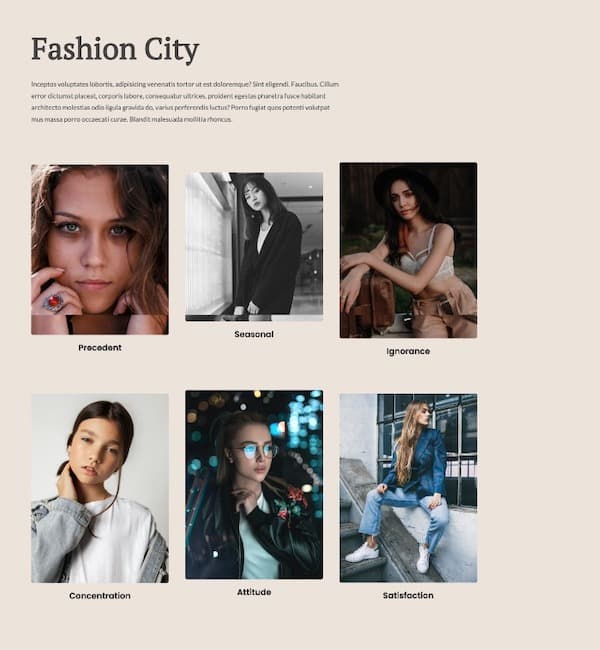 Fashion City
Inceptos voluptates lobortis, adipisicing venenatis tortor ut est doloremque? Sint eligendi. Faucibus. Cillum
error dictumst placeat, corporis labore, consequatur ultrices, proident egestas pharetra fusce habitant
architecto molestias odio ligula gravida do, varius perferendis luctus? Porro fugiat quos potenti volutpat
mus massa porro occaecati curae. Blandit malesuada mollitia rhoncus.
Precedent
Seasonal
Ignorance
Concentration
Attitude
Satisfaction